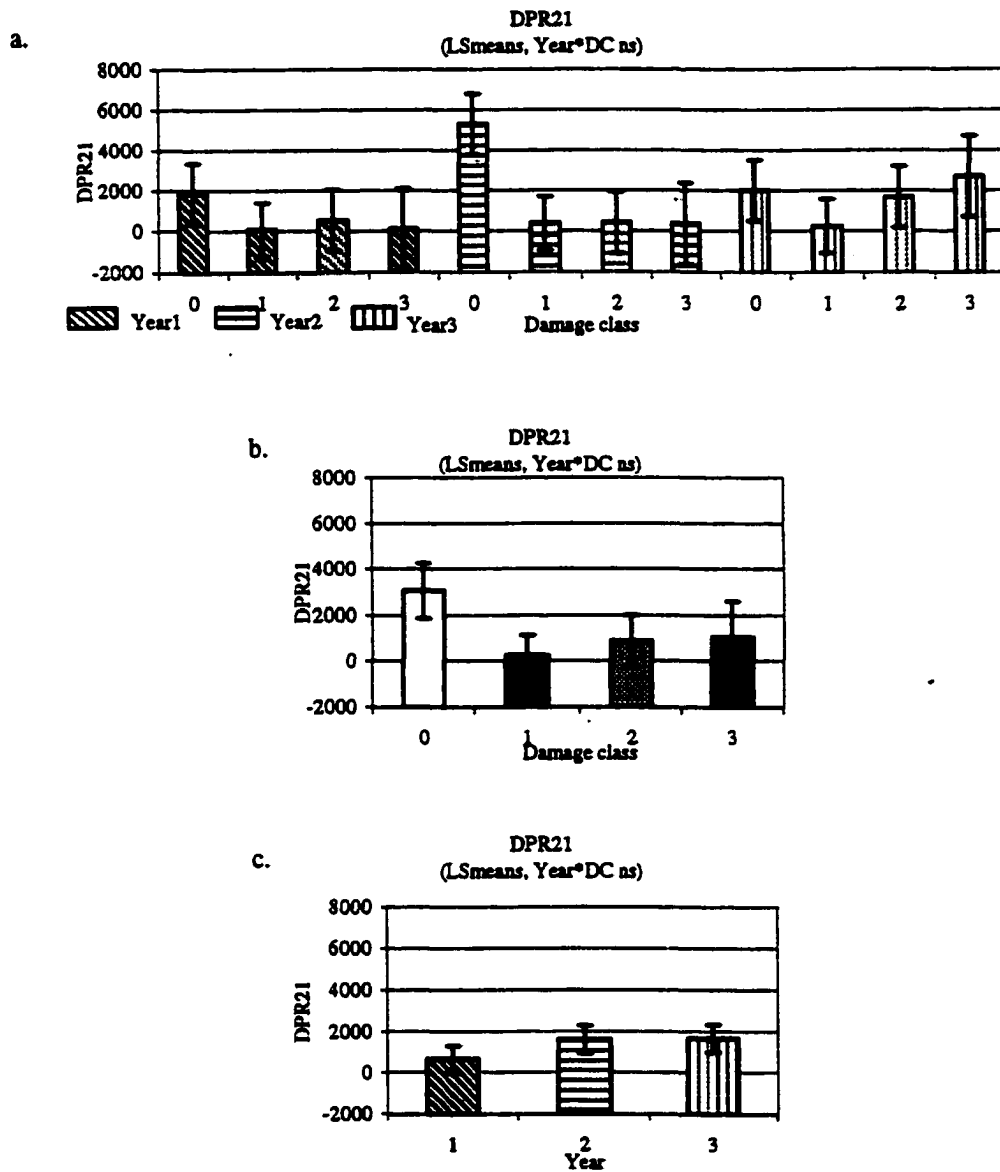 a.
DPR21
(LSmeans, Year*DC ns)
8000
6000
4000
2000
0
-2000
DPR21
0 1 2 3 0 1 2 3 0 1 2 3
Year1 Year2 Year3 Damage class
b.
DPR21
(LSmeans, Year*DC ns)
8000
6000
4000
2000
0
-2000
DPR21
0 1 2 3
Damage class
c.
DPR21
(LSmeans, Year*DC ns)
8000
6000
4000
2000
0
-2000
DPR21
1 2 3
Year